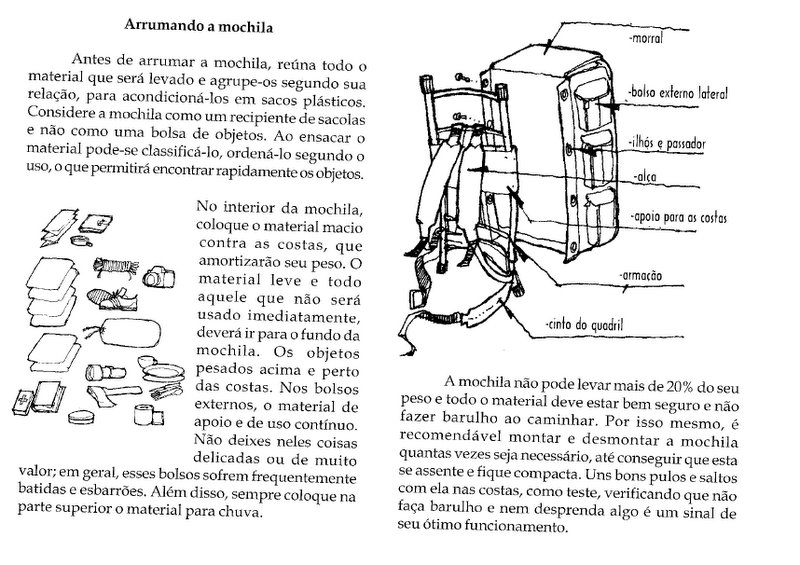 Arrumando a mochila
Antes de arrumar a mochila, reúna todo o
material que será levado e agrupe-os segundo sua
relação, para acondicioná-los em sacos plásticos.
Considere a mochila como um recipiente de sacolas
e não como uma bolsa de objetos. Ao ensacar o
material pode-se classificá-lo, ordená-lo segundo o
uso, o que permitirá encontrar rapidamente os objetos.
No interior da mochila,
coloque o material macio
contra as costas, que
amortizarão seu peso. O
material leve e todo
aquele que não será
usado imediatamente,
deverá ir para o fundo da
mochila. Os objetos
pesados acima e perto
das costas. Nos bolsos
externos, o material de
apoio e de uso contínuo.
Não deixes neles coisas
delicadas ou de muito
valor; em geral, esses bolsos sofrem frequentemente
batidas e esbarrões. Além disso, sempre coloque na
parte superior o material para chuva.
-morral
-bolso externo lateral
-ilhós e passador
-alça
-apoio para as costas
-armação
-cinto do quadril
A mochila não pode levar mais de 20% do seu
peso e todo o material deve estar bem seguro e não
fazer barulho ao caminhar. Por isso mesmo, é
recomendável montar e desmontar a mochila
quantas vezes seja necessário, até conseguir que esta
se assente e fique compacta. Uns bons pulos e saltos
com ela nas costas, como teste, verificando que não
faça barulho e nem desprenda algo é um sinal de
seu ótimo funcionamento.